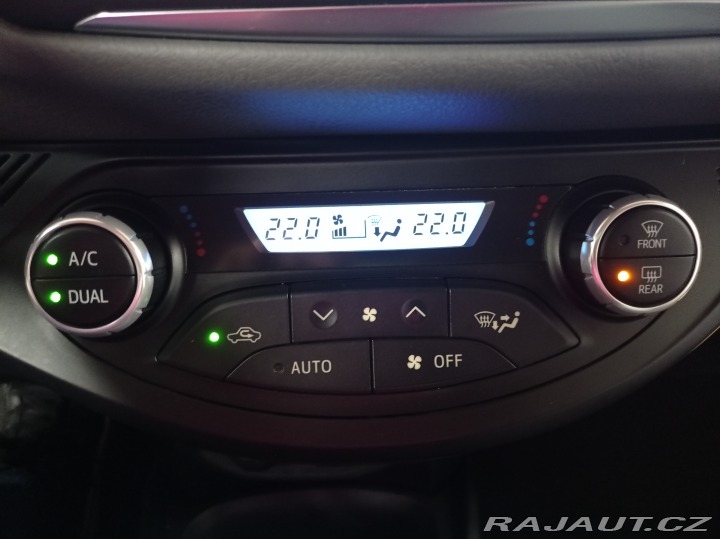 22.0 22.0
A/C
DUAL
FRONT
REAR
AUTO
OFF
RAJAUT.CZ